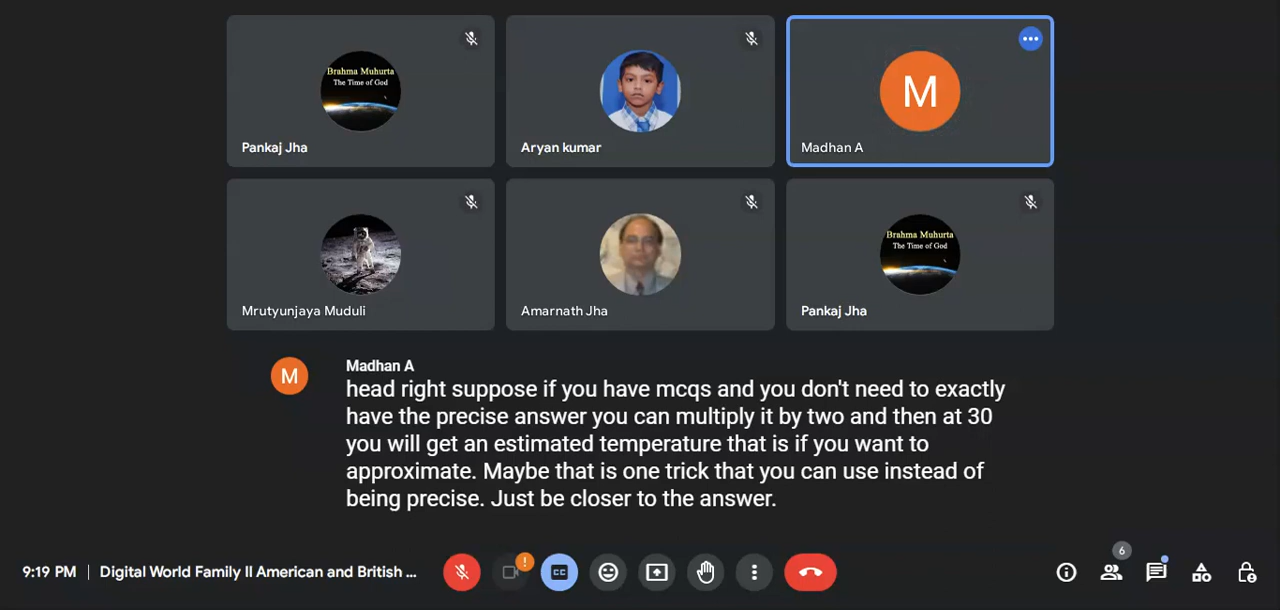 Brahma Muhurta
The Time of God
Pankaj Jha
Aryan kumar
M
Madhan A
Mrutyunjaya Muduli
Amarnath Jha
Brahma Muhurta
The Time of God
Pankaj Jha
M
Madhan A
head right suppose if you have mcqs and you don't need to exactly
have the precise answer you can multiply it by two and then at 30
you will get an estimated temperature that is if you want to
approximate. Maybe that is one trick that you can use instead of
being precise. Just be closer to the answer.
9:19 PM | Digital World Family II American and British ...
!
CC
6